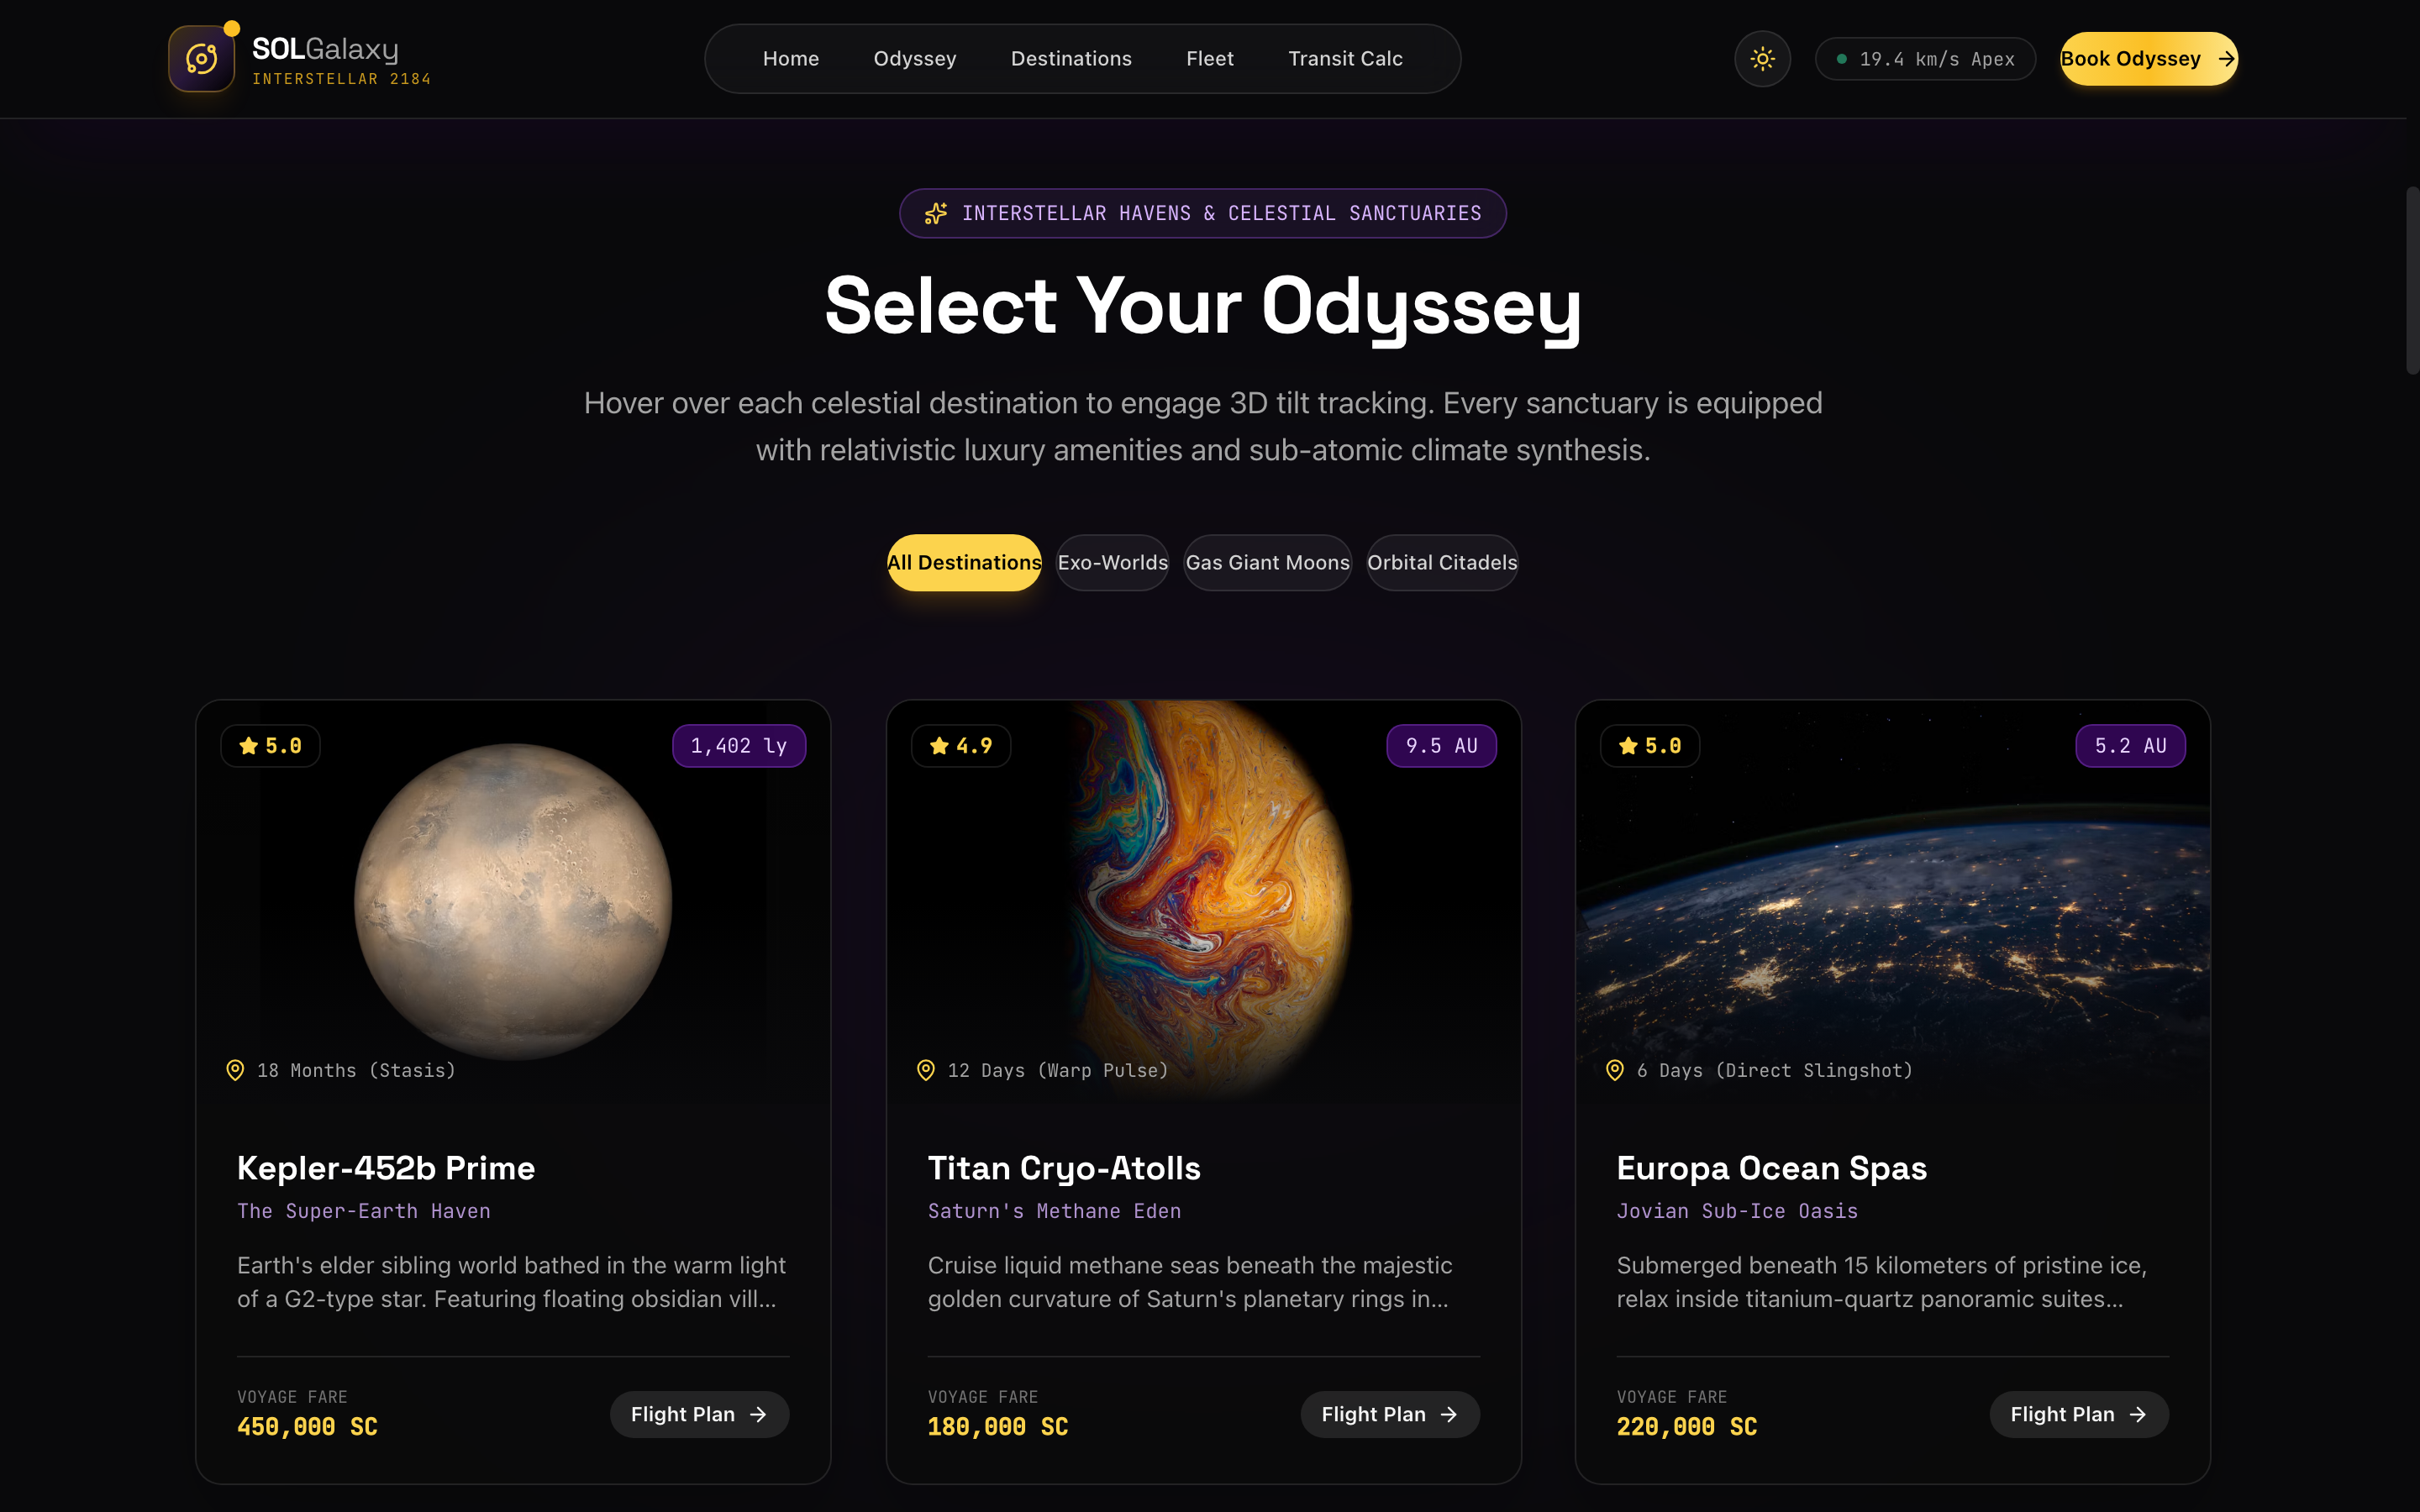 SOLGalaxy
INTERSTELLAR 2184
Home
Odyssey
Destinations
Fleet
Transit Calc
19.4 km/s Apex
Book Odyssey
INTERSTELLAR HAVENS & CELESTIAL SANCTUARIES
Select Your Odyssey
Hover over each celestial destination to engage 3D tilt tracking. Every sanctuary is equipped
with relativistic luxury amenities and sub-atomic climate synthesis.
All Destinations
Exo-Worlds
Gas Giant Moons
Orbital Citadels
5.0
1,402 ly
18 Months (Stasis)
Kepler-452b Prime
The Super-Earth Haven
Earth's elder sibling world bathed in the warm light
of a G2-type star. Featuring floating obsidian vill...
VOYAGE FARE
450,000 SC
Flight Plan
4.9
9.5 AU
12 Days (Warp Pulse)
Titan Cryo-Atolls
Saturn's Methane Eden
Cruise liquid methane seas beneath the majestic
golden curvature of Saturn's planetary rings in...
VOYAGE FARE
180,000 SC
Flight Plan
5.0
5.2 AU
6 Days (Direct Slingshot)
Europa Ocean Spas
Jovian Sub-Ice Oasis
Submerged beneath 15 kilometers of pristine ice,
relax inside titanium-quartz panoramic suites...
VOYAGE FARE
220,000 SC
Flight Plan